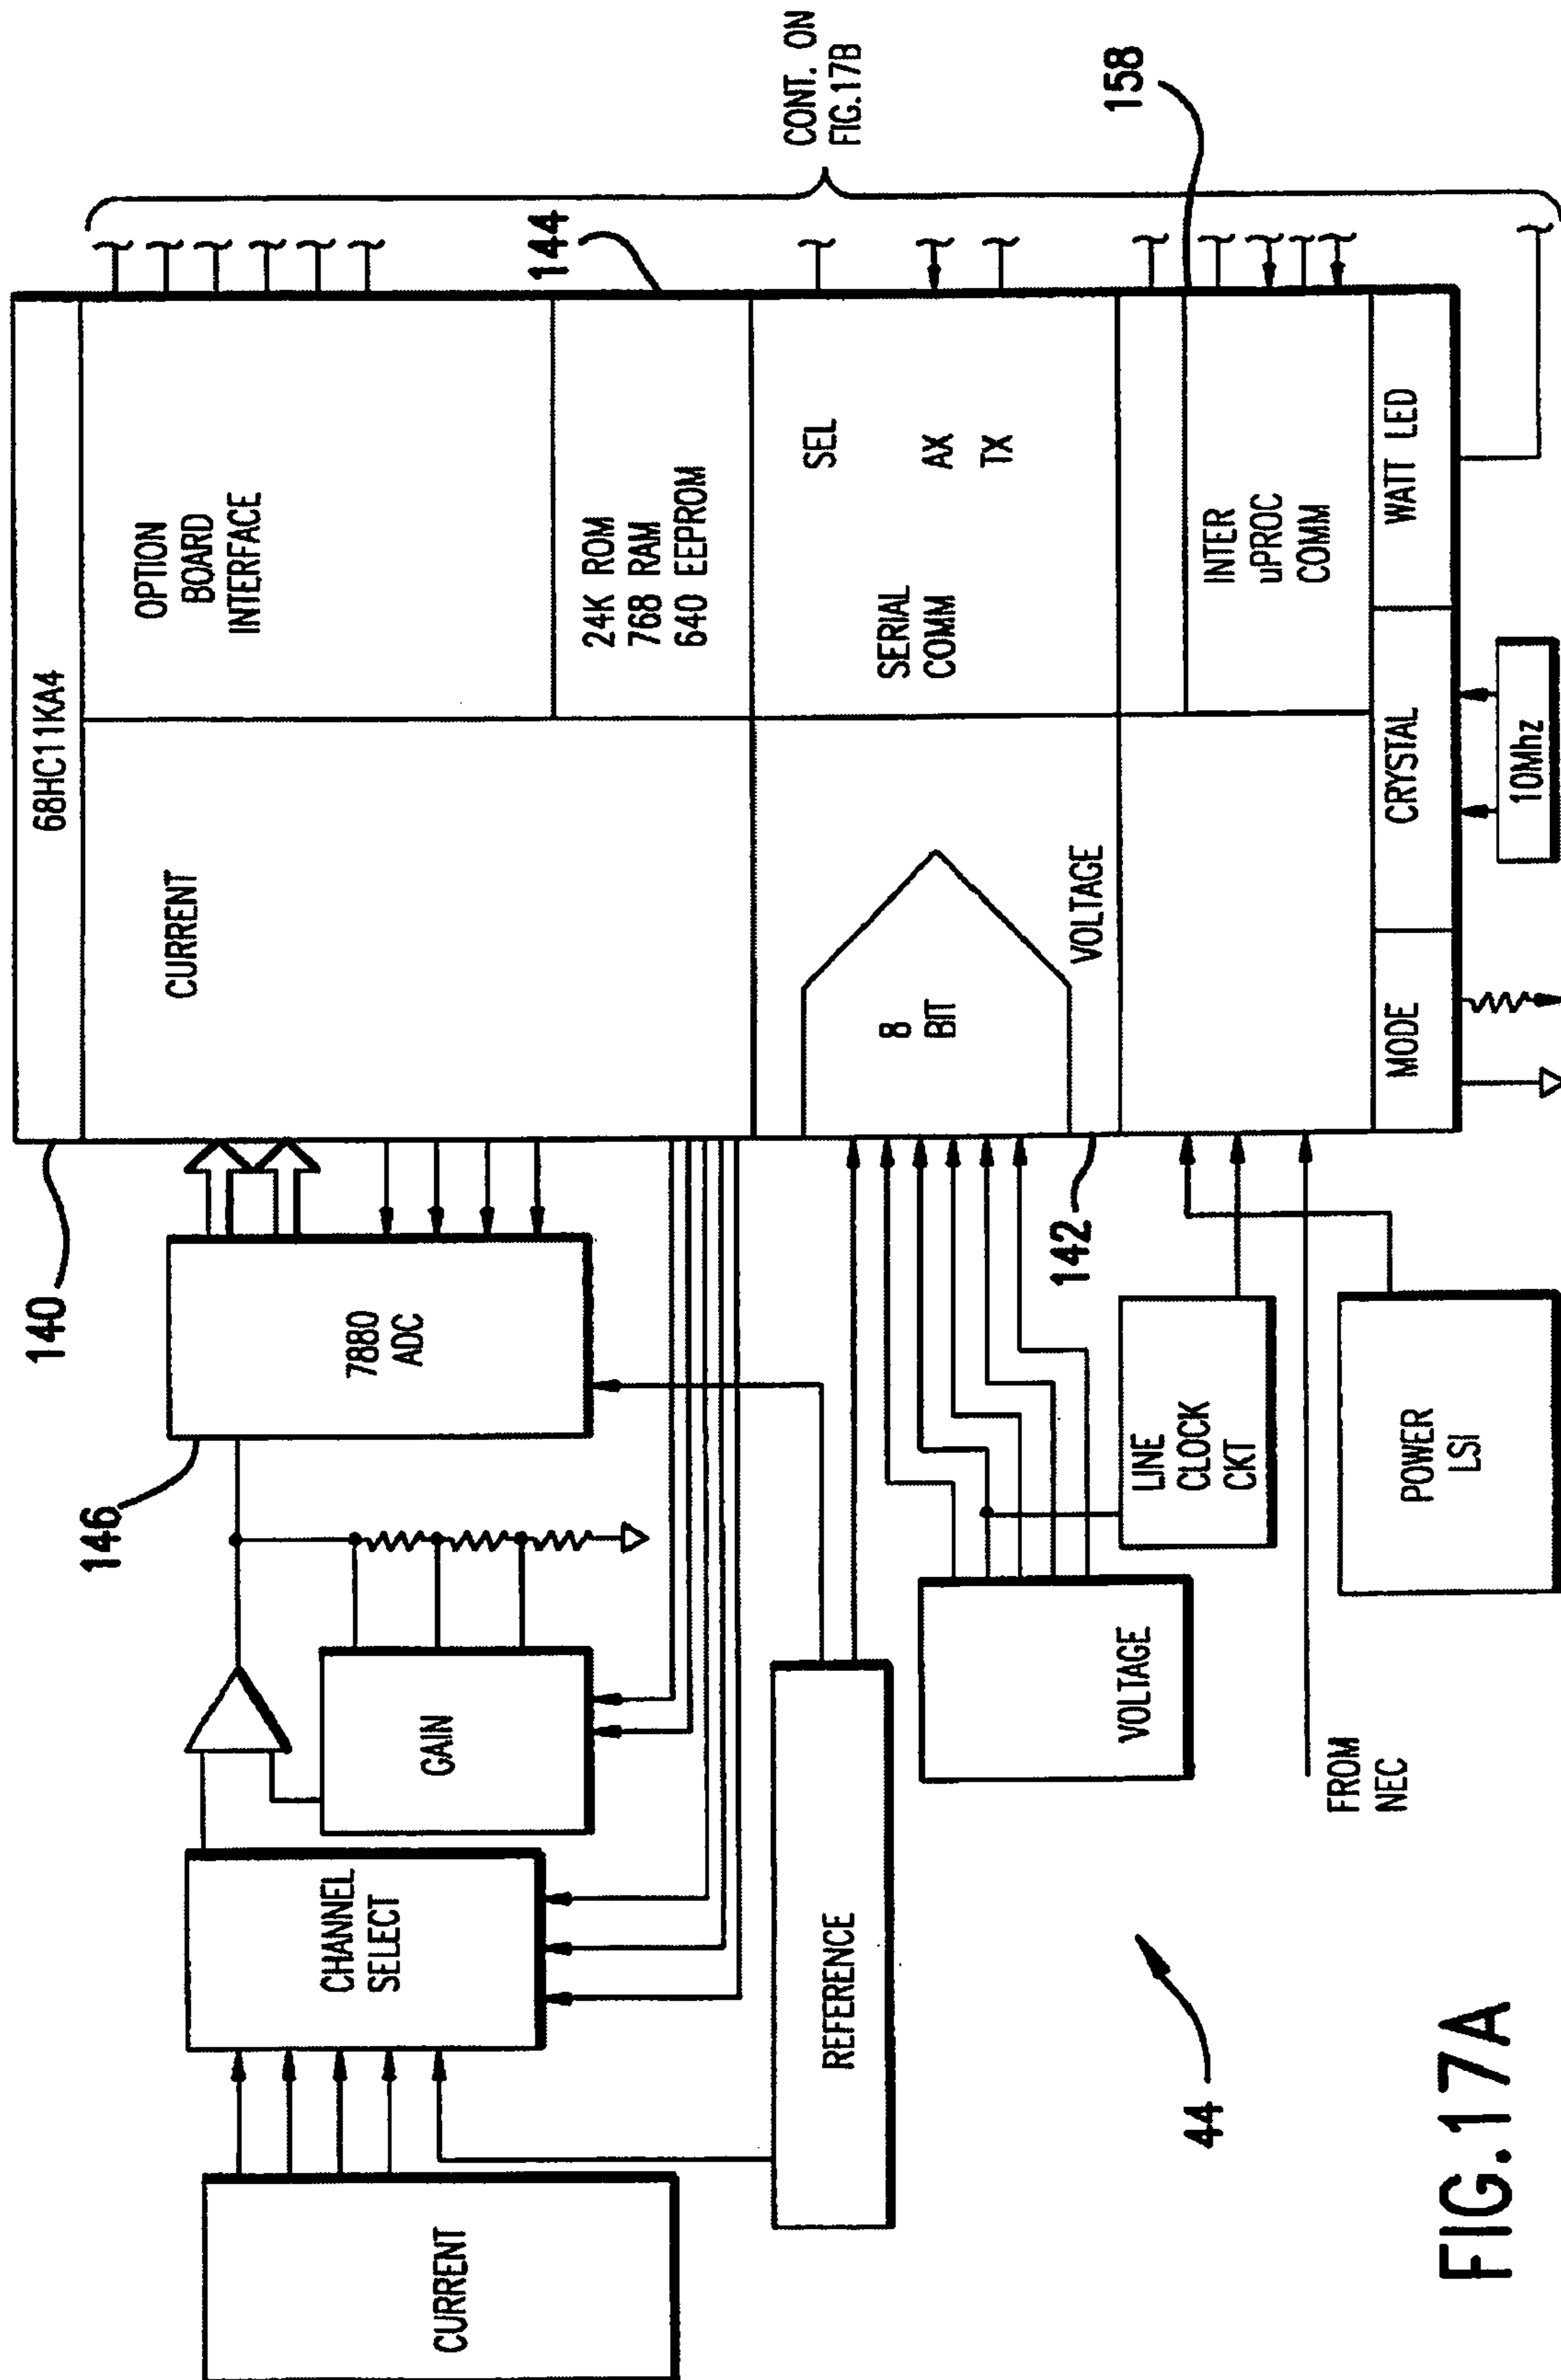 68HC11KA4
140
146
144
CURRENT
OPTION
BOARD
INTERFACE
24K ROM
768 RAM
640 EEPROM
CURRENT
CHANNEL
SELECT
GAIN
7880
ADC
REFERENCE
8
BIT
VOLTAGE
SERIAL
COMM
SEL
AX
TX
CONT. ON
FIG.17B
VOLTAGE
142
LINE
CLOCK
CKT
INTER
uPROC
COMM
158
FROM
NEC
POWER
LSI
MODE
CRYSTAL
WATT LED
10Mhz
44
FIG.17A